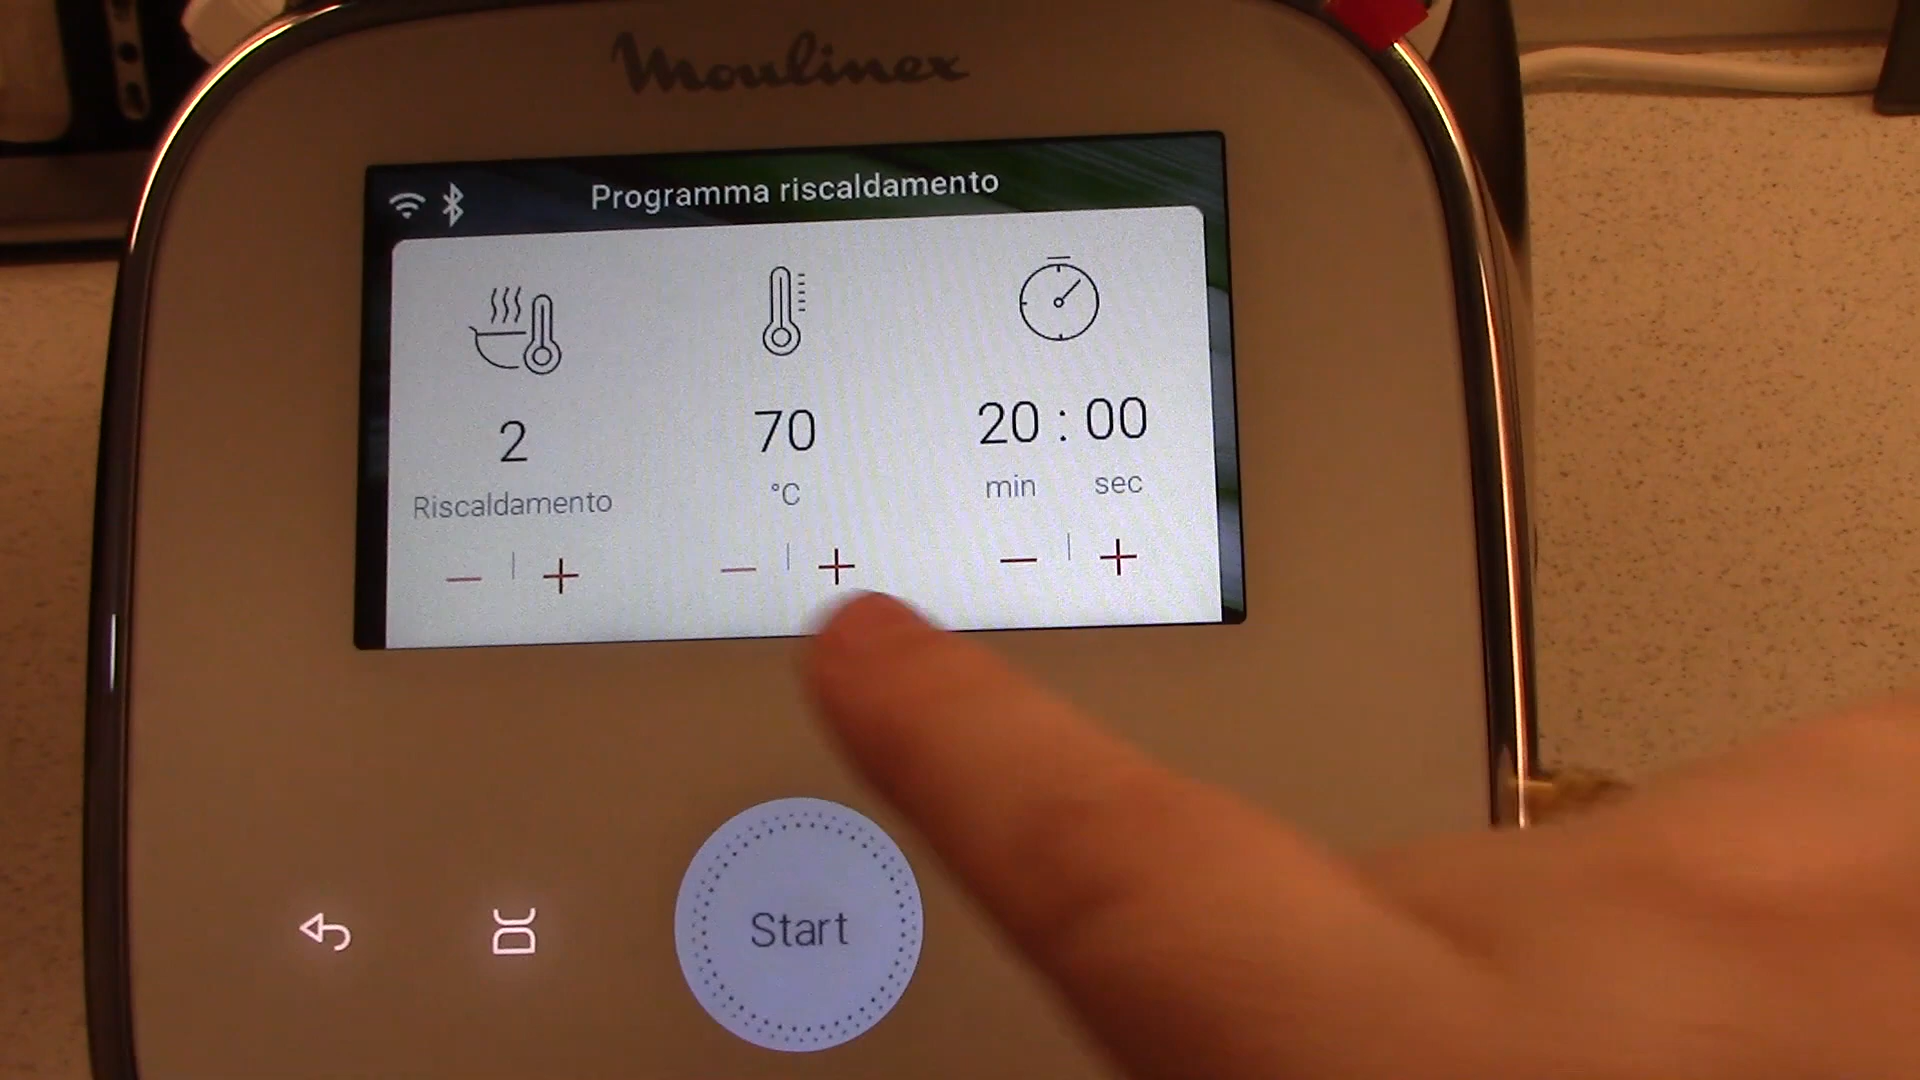 Moulinex
Programma riscaldamento
2
Riscaldamento
− +
70
°C
− +
20 : 00
min sec
− +
Start